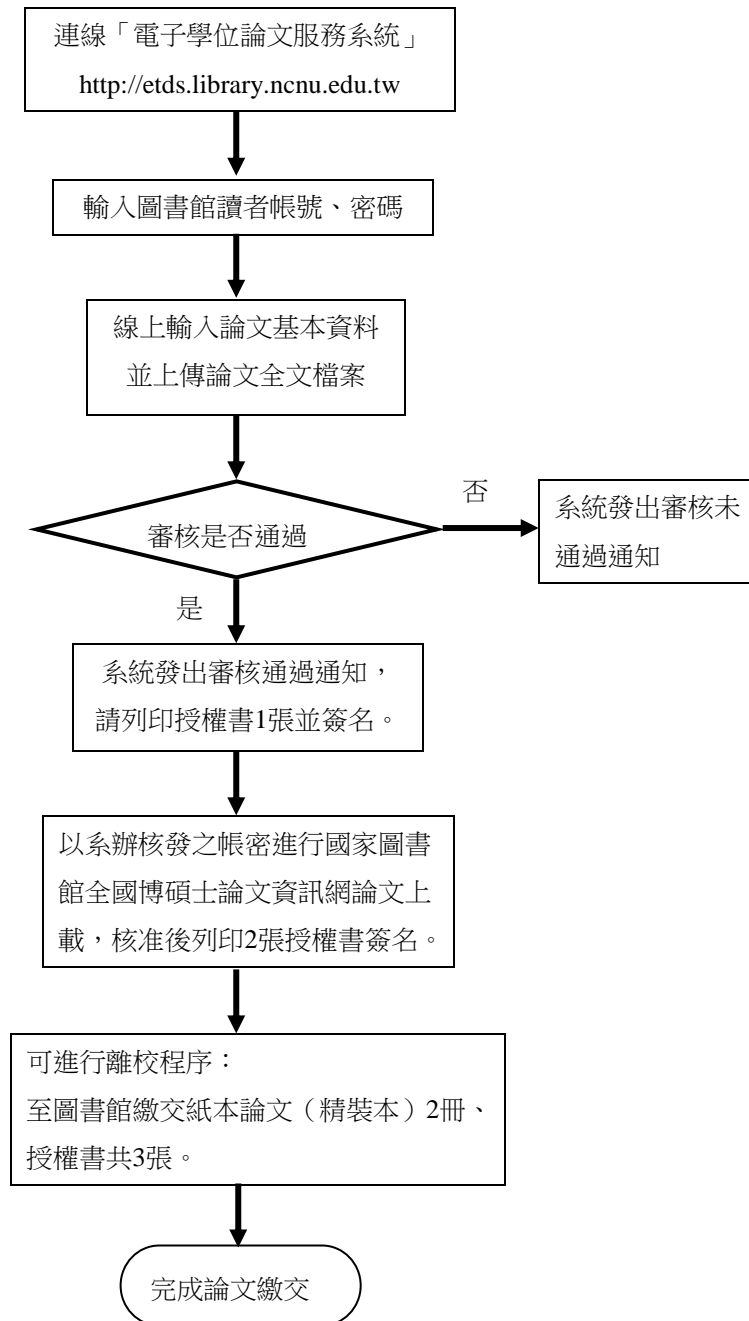 連線「電子學位論文服務系統」
http://etds.library.ncnu.edu.tw
輸入圖書館讀者帳號、密碼
線上輸入論文基本資料
並上傳論文全文檔案
審核是否通過
否
系統發出審核未
通過通知
是
系統發出審核通過通知，
請列印授權書1張並簽名。
以系辦核發之帳密進行國家圖書
館全國博碩士論文資訊網論文上
載，核准後列印2張授權書簽名。
可進行離校程序：
至圖書館繳交紙本論文（精裝本）2冊、
授權書共3張。
完成論文繳交